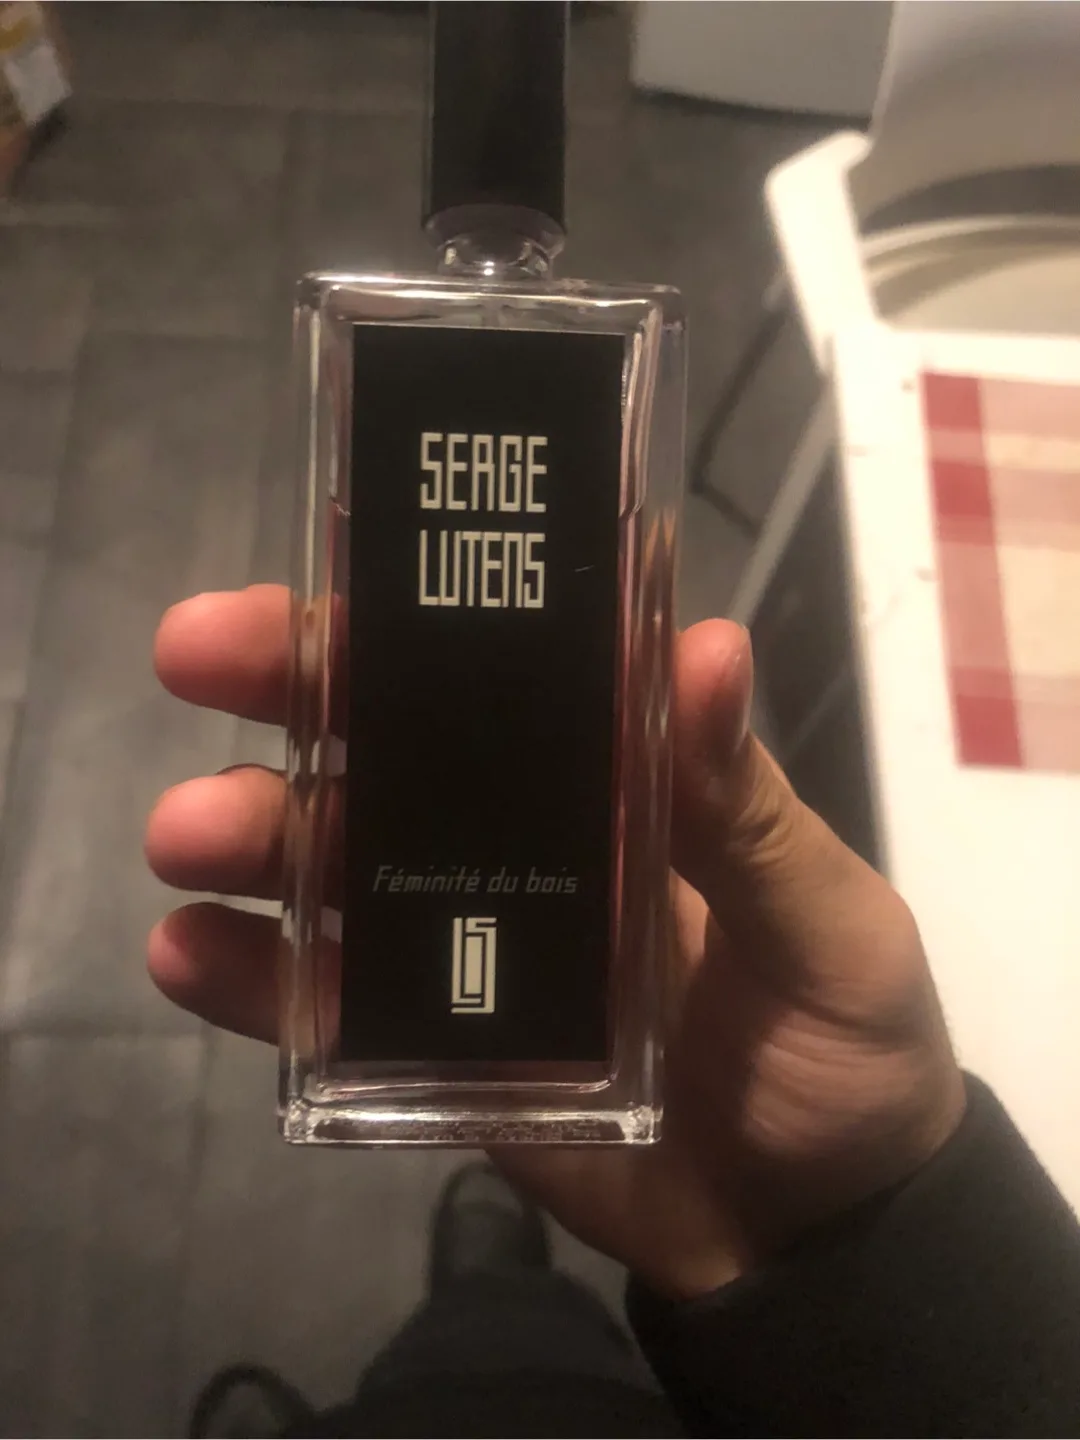 SERGE
LUTENS
Féminité du bois